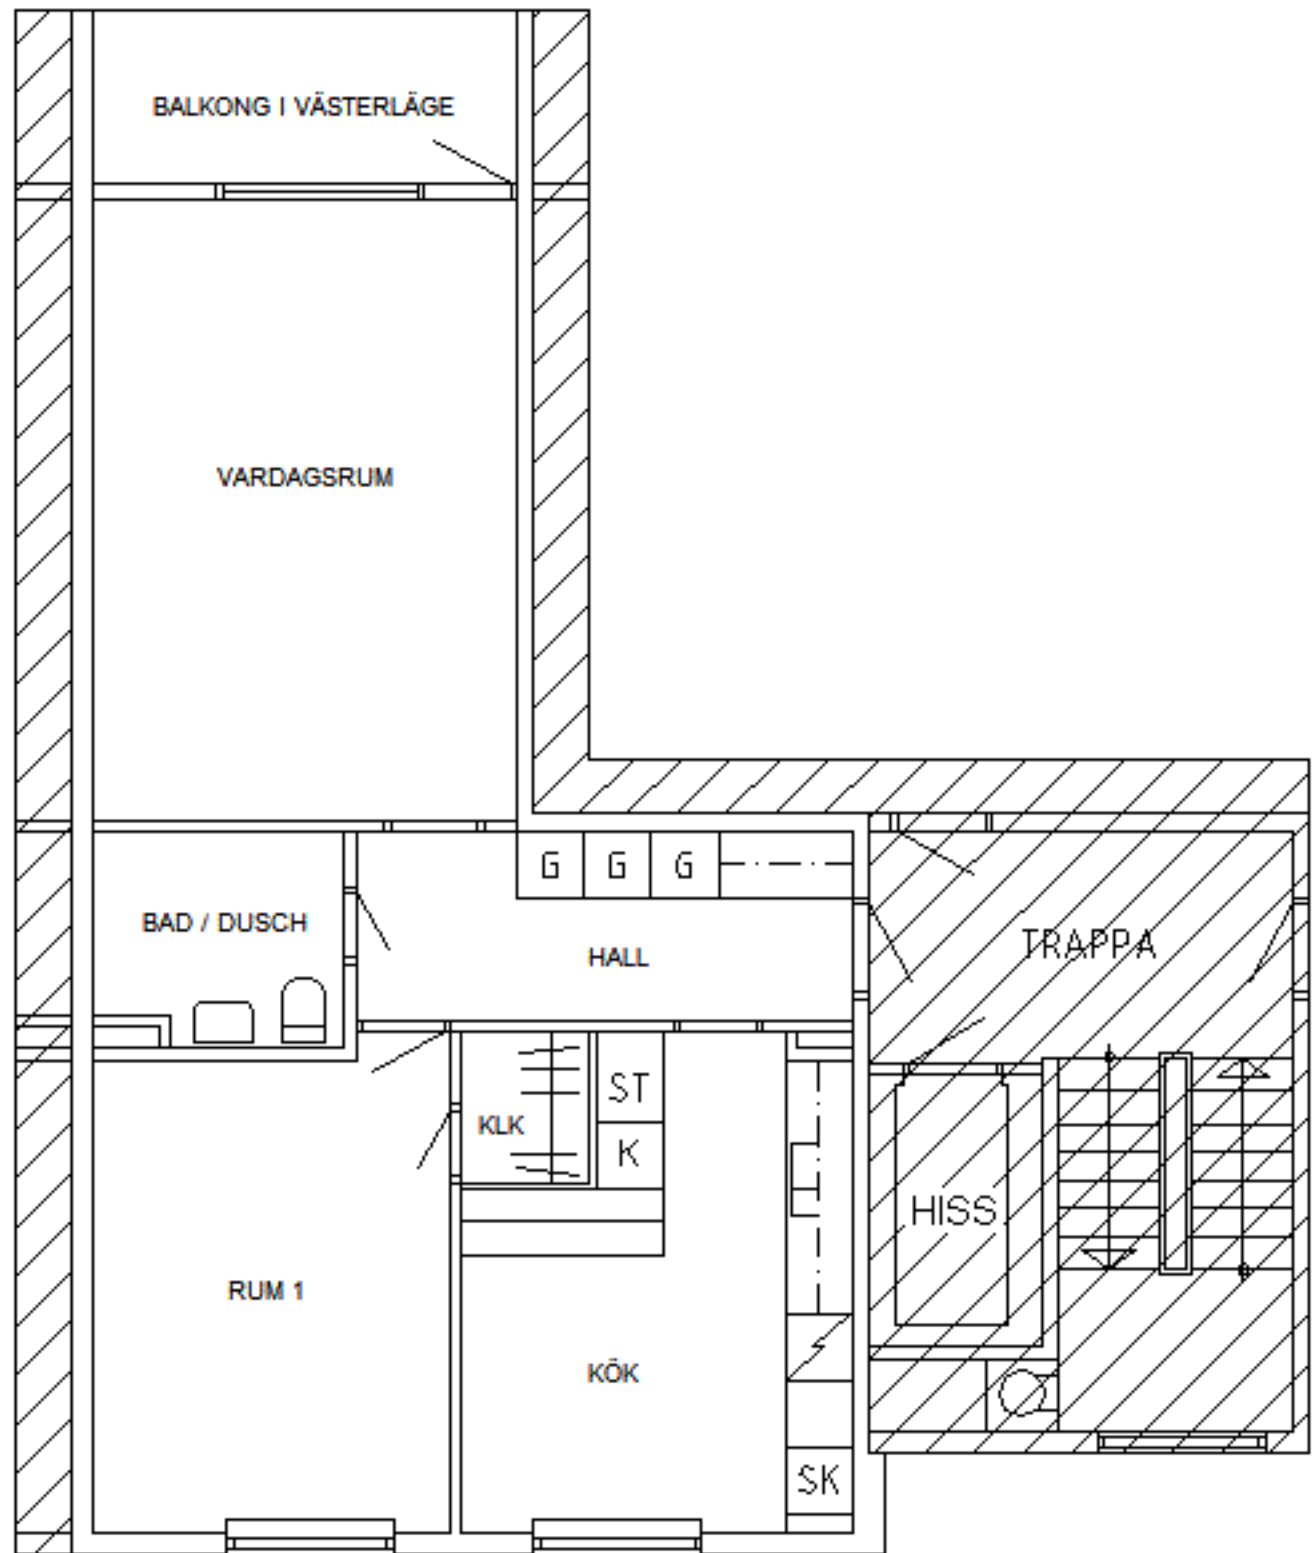 BALKONG I VÄSTERLÄGE
VARDAGSRUM
G G G
BAD / DUSCH
HALL
TRAPPA
ST
KLK
K
HISS
RUM 1
KÖK
SK